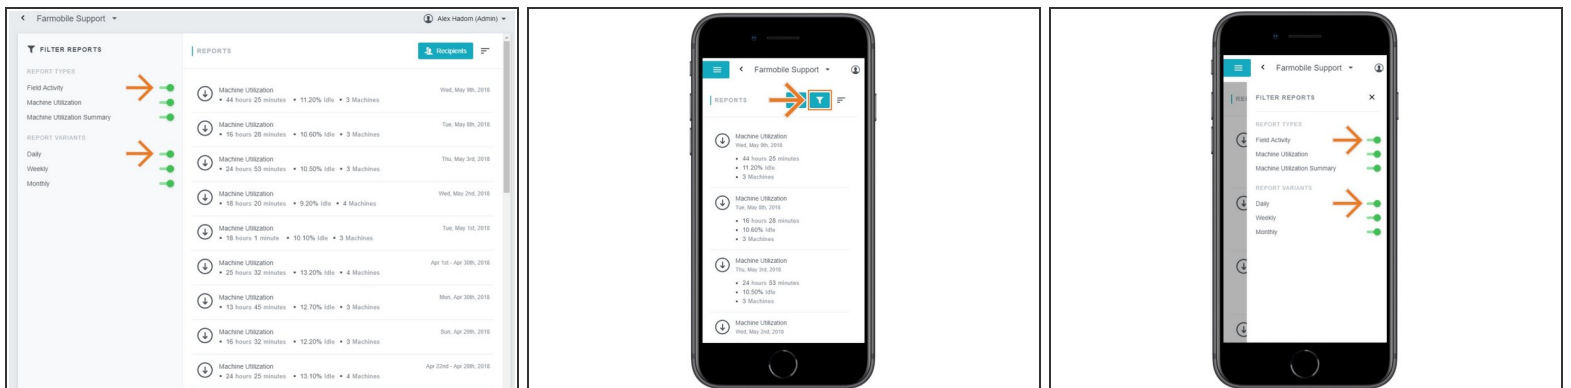 Farmobile Support
Alex Hadorn (Admin)
FILTER REPORTS
REPORT TYPES
Field Activity
Machine Utilization
Machine Utilization Summary
REPORT VARIANTS
Daily
Weekly
Monthly
REPORTS
Recipients
Machine Utilization
Wed, May 9th, 2018
• 44 hours 25 minutes • 11.20% Idle • 3 Machines
Machine Utilization
Tue, May 8th, 2018
• 16 hours 28 minutes • 10.60% Idle • 3 Machines
Machine Utilization
Thu, May 3rd, 2018
• 24 hours 53 minutes • 10.50% Idle • 3 Machines
Machine Utilization
Wed, May 2nd, 2018
• 18 hours 20 minutes • 9.20% Idle • 4 Machines
Machine Utilization
Tue, May 1st, 2018
• 18 hours 1 minute • 10.10% Idle • 3 Machines
Machine Utilization
Apr 1st - Apr 30th, 2018
• 25 hours 32 minutes • 13.20% Idle • 4 Machines
Machine Utilization
Mon, Apr 30th, 2018
• 13 hours 45 minutes • 12.70% Idle • 3 Machines
Machine Utilization
Sun, Apr 29th, 2018
• 15 hours 32 minutes • 12.20% Idle • 3 Machines
Machine Utilization
Apr 22nd - Apr 28th, 2018
• 24 hours 25 minutes • 13.10% Idle • 4 Machines
Farmobile Support
REPORTS
Machine Utilization
Wed, May 9th, 2018
• 44 hours 25 minutes
• 11.20% Idle
• 3 Machines
Machine Utilization
Tue, May 8th, 2018
• 16 hours 28 minutes
• 10.60% Idle
• 3 Machines
Machine Utilization
Thu, May 3rd, 2018
• 24 hours 53 minutes
• 10.50% Idle
• 3 Machines
Machine Utilization
Wed, May 2nd, 2018
Farmobile Support
RE
FILTER REPORTS
REPORT TYPES
Field Activity
Machine Utilization
Machine Utilization Summary
REPORT VARIANTS
Daily
Weekly
Monthly